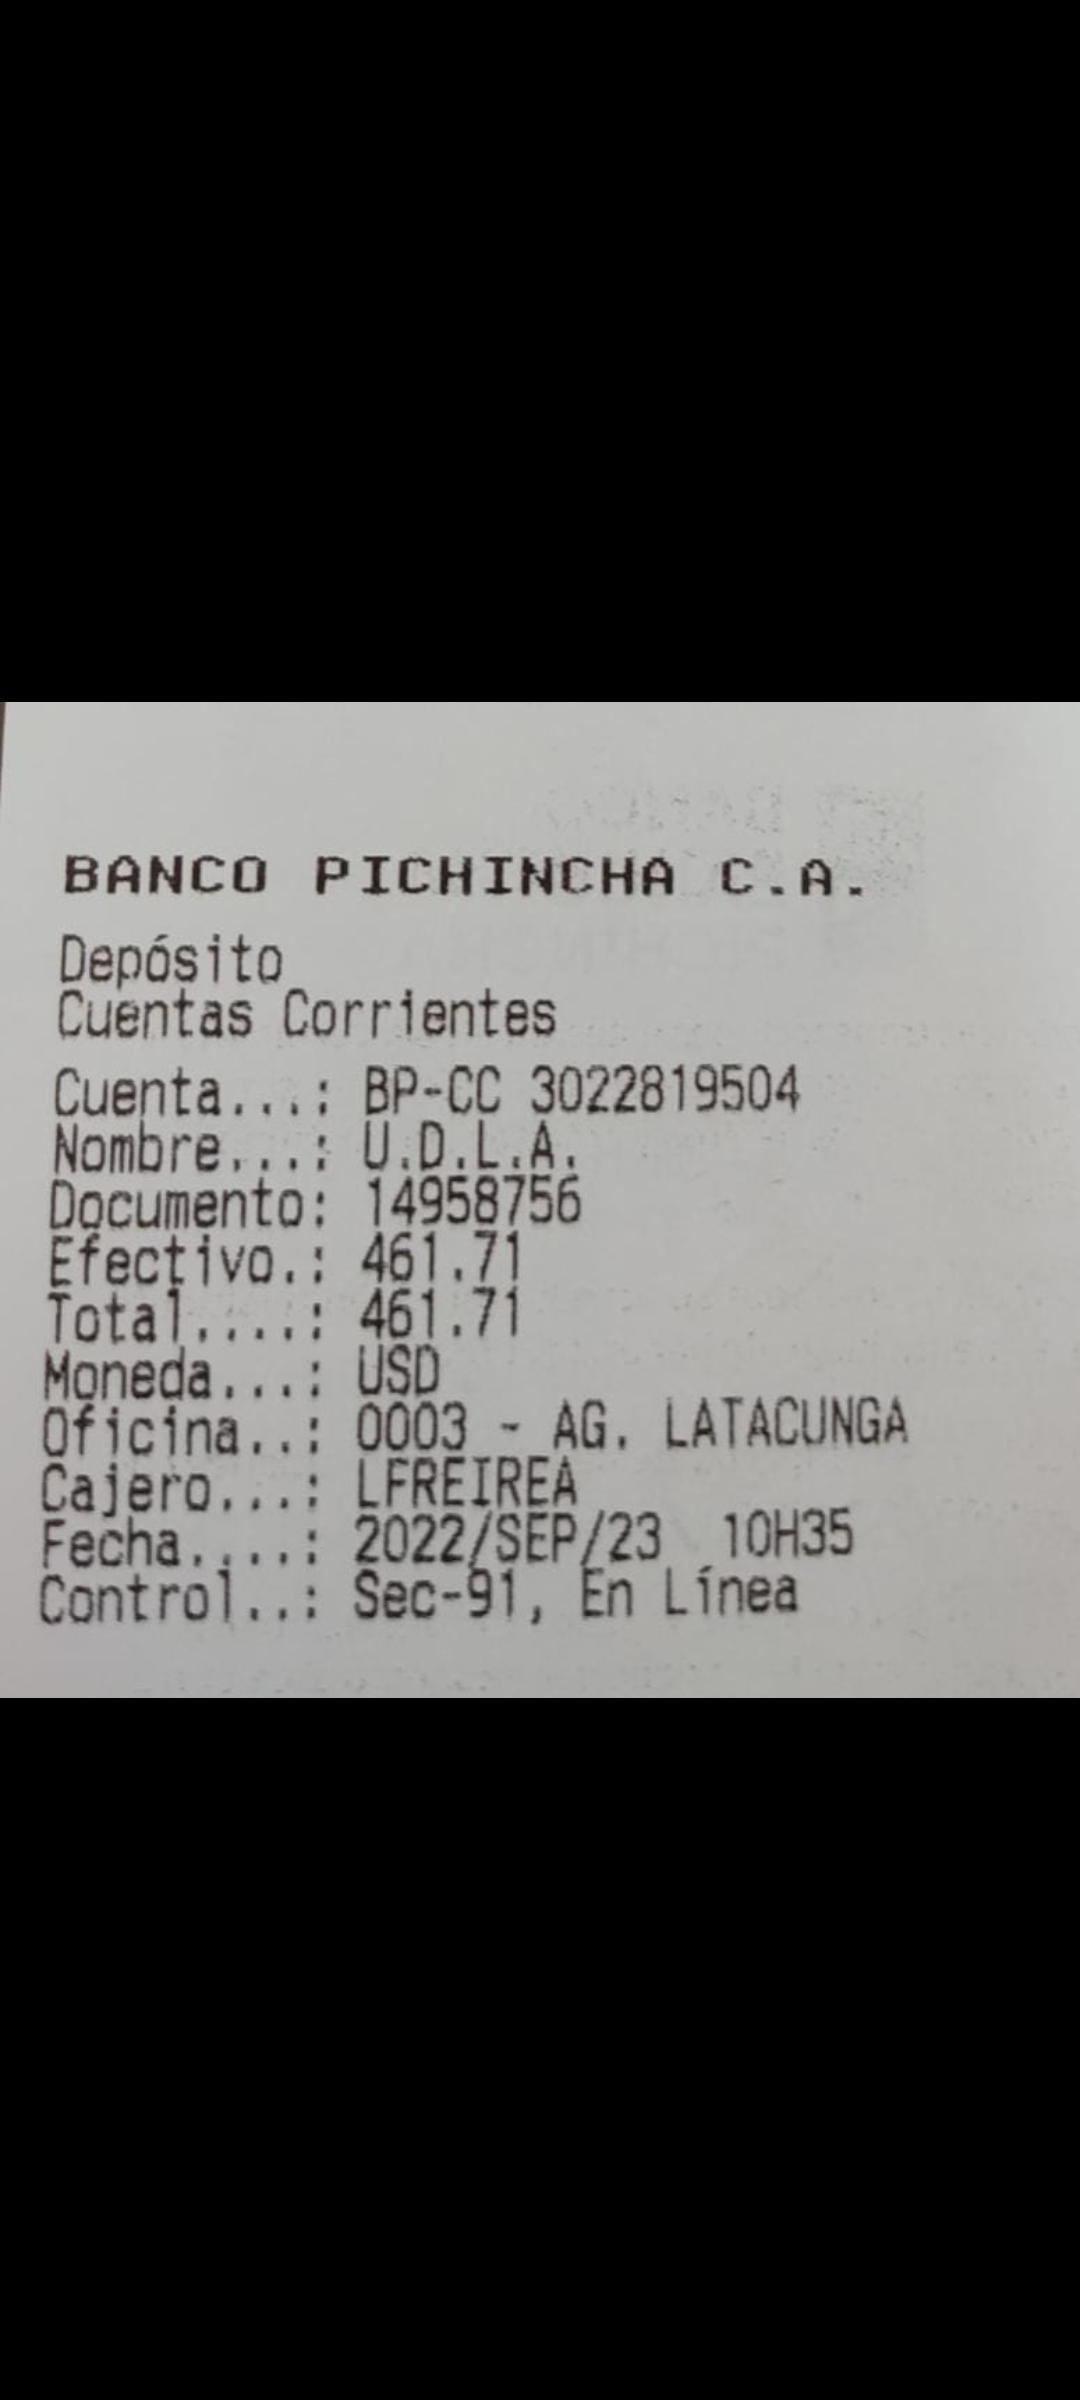 BANCO PICHINCHA C.A.
Depósito
Cuentas Corrientes
Cuenta...: BP-CC 3022819504
Nombre...: U.D.L.A.
Documento: 14958756
Efectivo.: 461.71
Total....: 461.71
Moneda...: USD
Oficina..: 0003 - AG. LATACUNGA
Cajero...: LFREIREA
Fecha....: 2022/SEP/23 10H35
Control..: Sec-91, En Línea